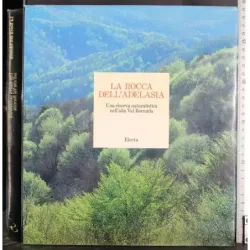 LA ROCCA
DELL'ADELASIA
Una riserva naturalistica
nell'alta Val Bormida
Electa